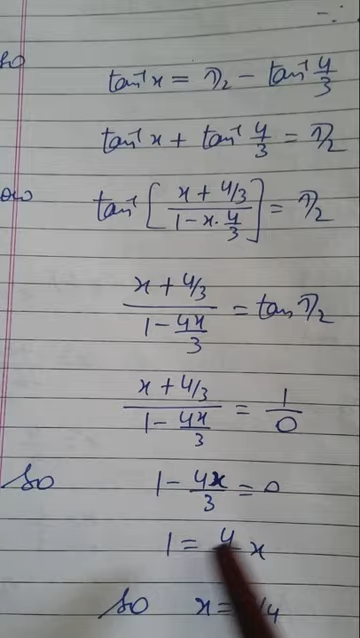 so
tan⁻¹x = π/2 − tan⁻¹ 4/3
tan⁻¹x + tan⁻¹ 4/3 = π/2
tan⁻¹ [ (x + 4/3) / (1 − x · 4/3) ] = π/2
(x + 4/3) / (1 − 4x/3) = tan π/2
(x + 4/3) / (1 − 4x/3) = 1/0
So 1 − 4x/3 = 0
1 = 4 x
So x = /4